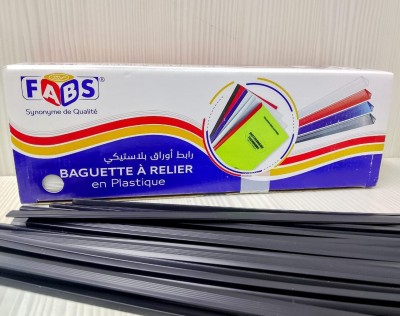 FABS®
Synonyme de Qualité
رابط أوراق بلاستيكي
BAGUETTE À RELIER
en Plastique